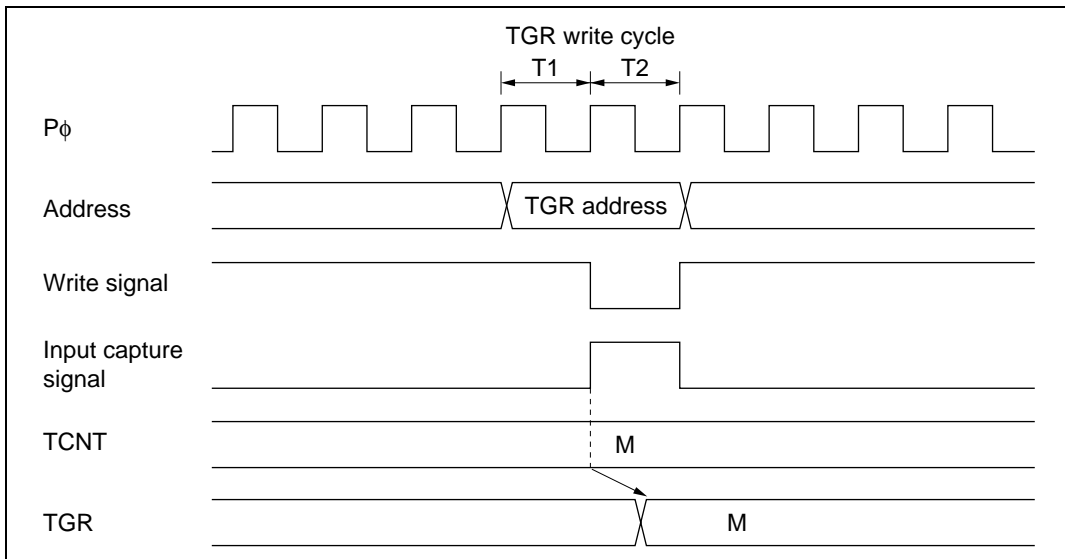 TGR write cycle
T1 T2
Pϕ
Address
TGR address
Write signal
Input capture
signal
TCNT
M
TGR
M